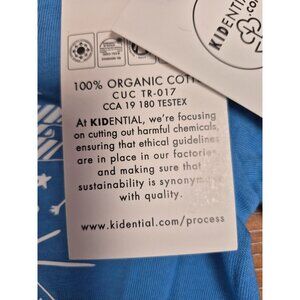 KIDENTIAL
.CO
100% ORGANIC COTT
CUC TR-017
CCA 19 180 TESTEX
At KIDENTIAL, we're focusing
on cutting out harmful chemicals,
ensuring that ethical guidelines
are in place in our factorie
and making sure that
sustainability is synonym
with quality.
www.kidential.com/process